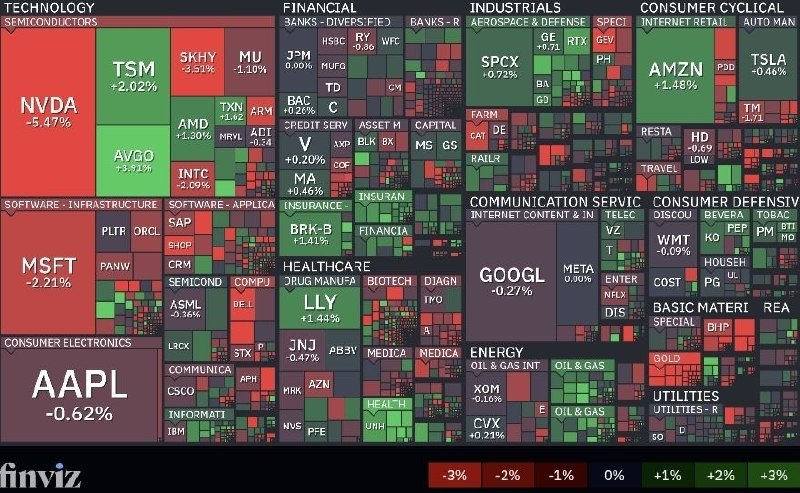 TECHNOLOGY
SEMICONDUCTORS
NVDA
-5.47%
TSM
+2.02%
AVGO
+3.91%
SKHY
-3.51%
MU
-1.10%
AMD
+1.30%
TXN
+1.62
ARM
MRVL
ADI
-0.34
INTC
-2.09%
SOFTWARE - INFRASTRUCTURE
MSFT
-2.21%
PLTR
ORCL
PANW
SOFTWARE - APPLICA
SAP
SHOP
CRM
SEMICOND
ASML
-0.36%
LRCX
COMPU
DELL
STX
P
CONSUMER ELECTRONICS
AAPL
-0.62%
COMMUNICA
CSCO
APH
INFORMATI
IBM
FINANCIAL
BANKS - DIVERSIFIED
JPM
0.00%
HSBC
RY
-0.86
WFC
MUFG
TD
CM
BAC
+0.26%
C
BANKS - R
CREDIT SERV
V
+0.20%
AXP
COF
MA
+0.46%
ASSET M
BLK
BX
CAPITAL
MS
GS
INSURANCE -
BRK-B
+1.41%
INSURAN
FINANCIA
HEALTHCARE
DRUG MANUFA
LLY
+1.44%
JNJ
-0.47%
ABBV
MRK
AZN
NVS
PFE
BIOTECH
DIAGN
TMO
A
MEDICA
MEDICA
HEALTH
UNH
INDUSTRIALS
AEROSPACE & DEFENSE
SPCX
+0.72%
GE
+0.71
RTX
BA
GD
SPECI
GEV
PH
FARM
CAT
DE
RAILR
COMMUNICATION SERVIC
INTERNET CONTENT & IN
GOOGL
-0.27%
META
0.00%
TELEC
VZ
T
ENTER
NFLX
DIS
ENERGY
OIL & GAS INT
XOM
-0.16%
E
CVX
+0.21%
OIL & GAS
OIL & GAS
CONSUMER CYCLICAL
INTERNET RETAIL
AMZN
+1.48%
PDD
AUTO MAN
TSLA
+0.46%
TM
-1.71
RESTA
HD
-0.69
LOW
TRAVEL
CONSUMER DEFENSIV
DISCOU
WMT
-0.09%
COST
BEVERA
KO
PEP
TOBAC
PM
BTI
MO
HOUSEH
PG
UL
BASIC MATERI
SPECIAL
BHP
GOLD
REA
UTILITIES
UTILITIES - R
SO
D
finviz
-3%
-2%
-1%
0%
+1%
+2%
+3%